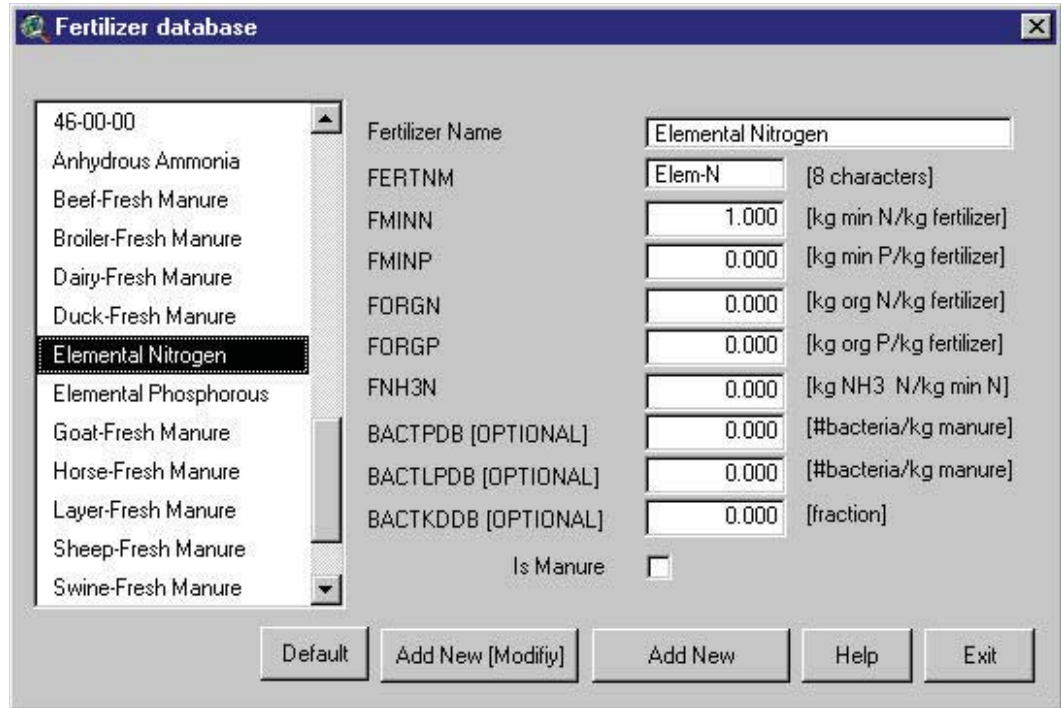 Fertilizer database
46-00-00
Anhydrous Ammonia
Beef-Fresh Manure
Broiler-Fresh Manure
Dairy-Fresh Manure
Duck-Fresh Manure
Elemental Nitrogen
Elemental Phosphorous
Goat-Fresh Manure
Horse-Fresh Manure
Layer-Fresh Manure
Sheep-Fresh Manure
Swine-Fresh Manure
Fertilizer Name Elemental Nitrogen
FERTNM Elem-N [8 characters]
FMINN 1.000 [kg min N/kg fertilizer]
FMINP 0.000 [kg min P/kg fertilizer]
FORGN 0.000 [kg org N/kg fertilizer]
FORGP 0.000 [kg org P/kg fertilizer]
FNH3N 0.000 [kg NH3 N/kg min N]
BACTPDB [OPTIONAL] 0.000 [#bacteria/kg manure]
BACTLPDB [OPTIONAL] 0.000 [#bacteria/kg manure]
BACTKDDB [OPTIONAL] 0.000 [fraction]
Is Manure
Default Add New [Modifiy] Add New Help Exit